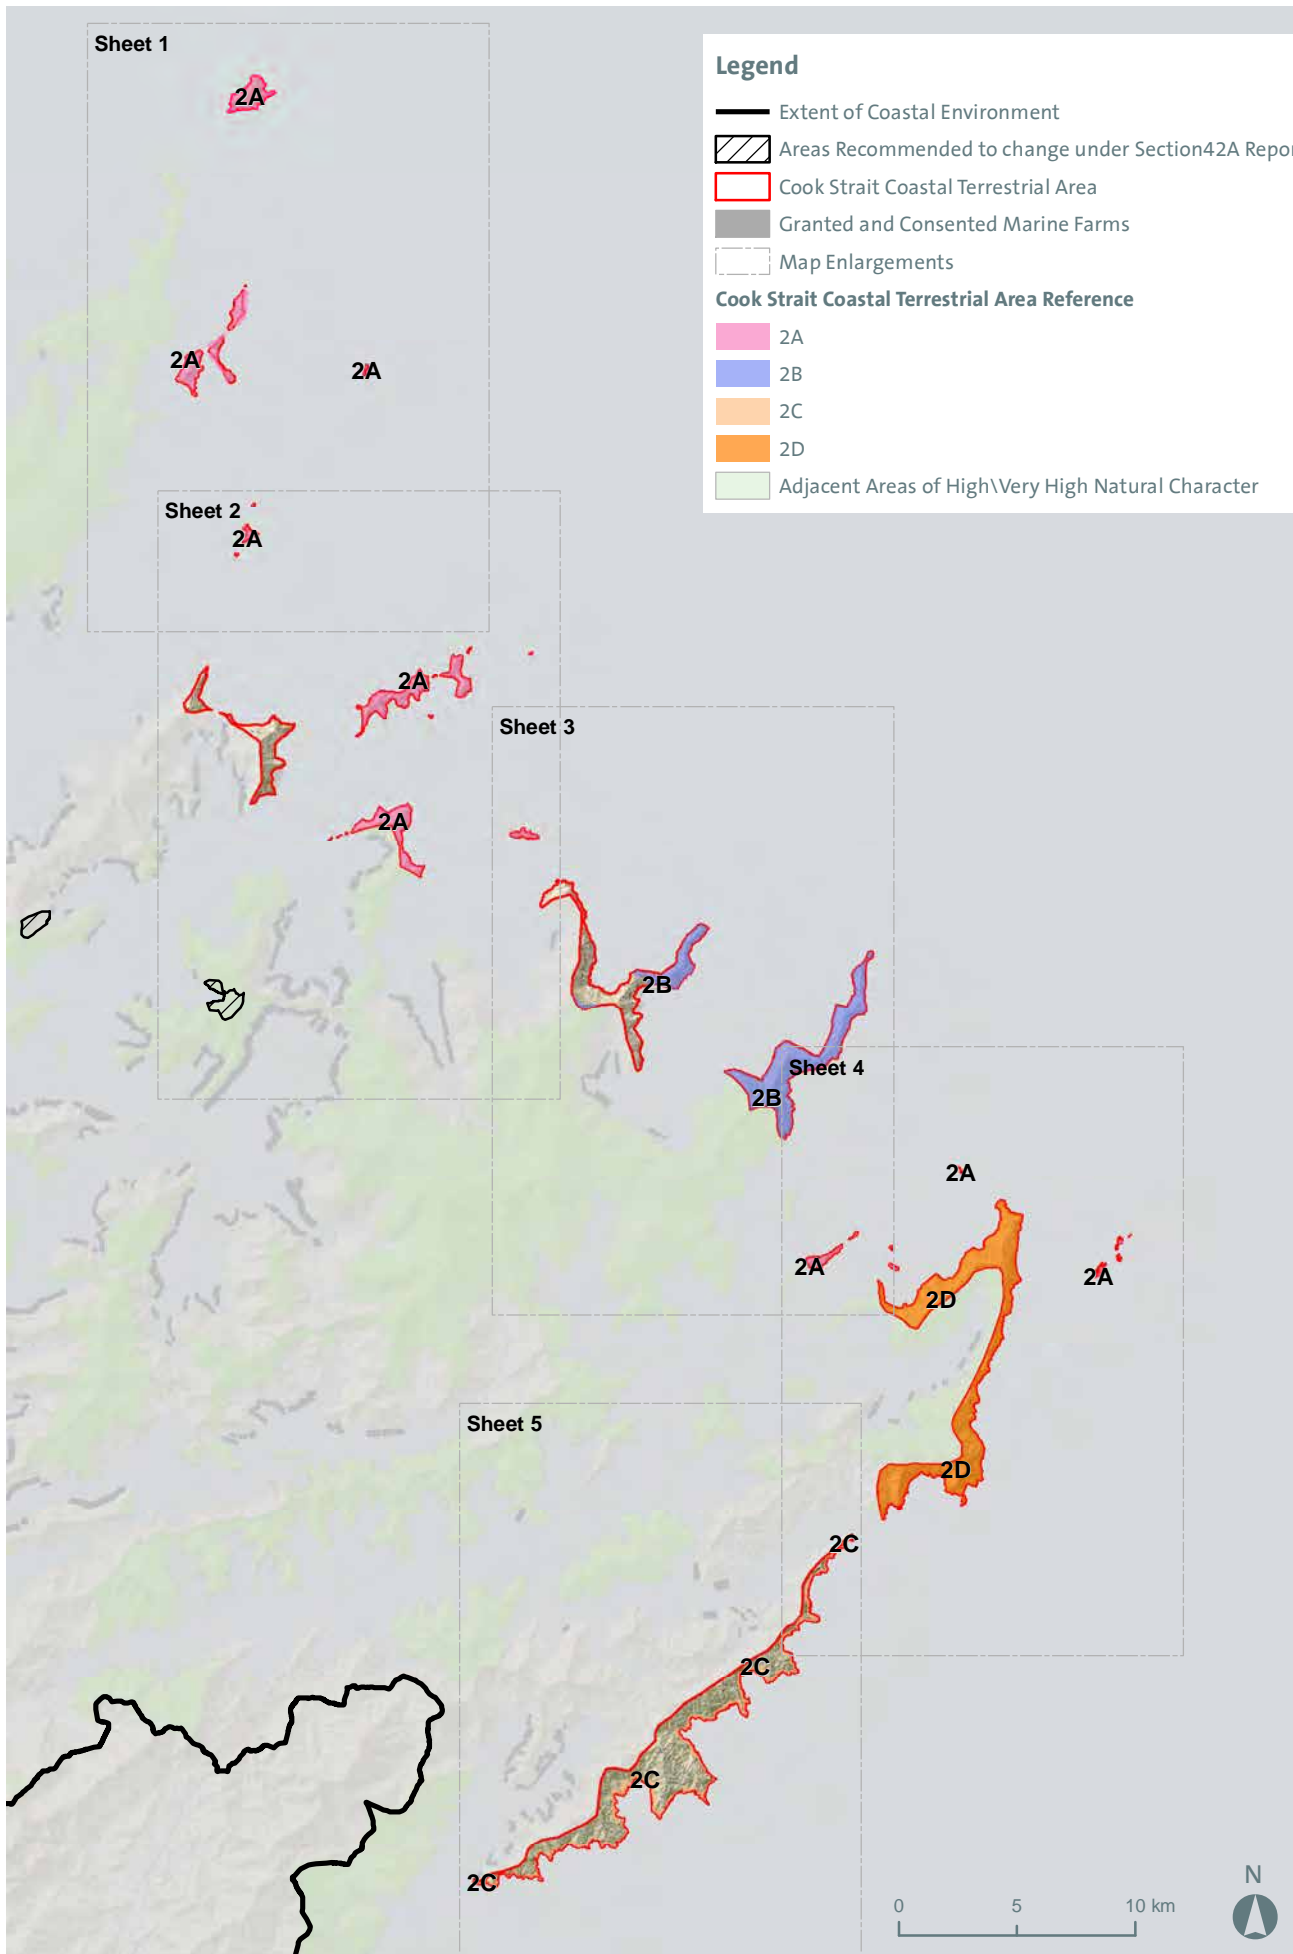 Sheet 1
2A
2A
2A
Legend
Extent of Coastal Environment
Areas Recommended to change under Section42A Repor
Cook Strait Coastal Terrestrial Area
Granted and Consented Marine Farms
Map Enlargements
Cook Strait Coastal Terrestrial Area Reference
2A
2B
2C
2D
Adjacent Areas of High\Very High Natural Character
Sheet 2
2A
2A
2A
Sheet 3
2B
2B
Sheet 4
2A
2A
2A
2D
2D
Sheet 5
2C
2C
2C
2C
0 5 10 km
N